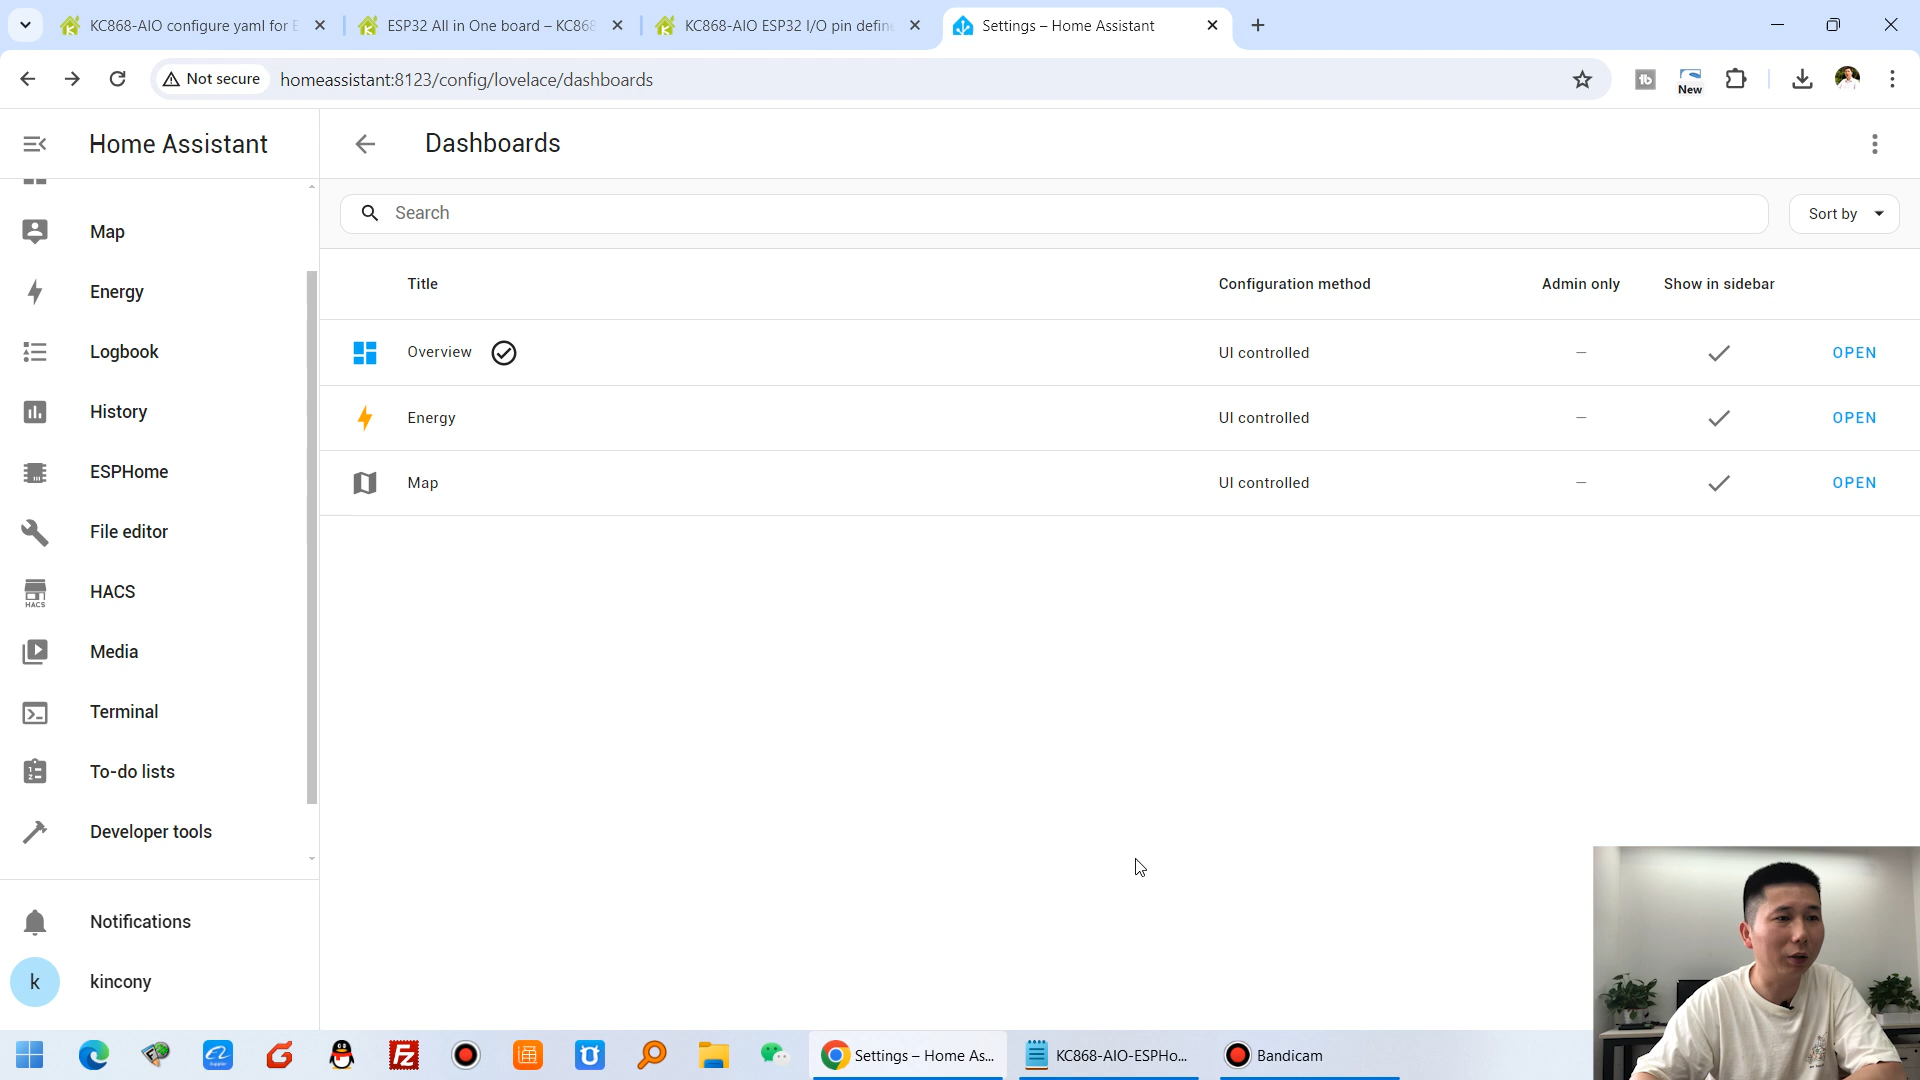 KC868-AIO configure yaml for E
ESP32 All in One board – KC868
KC868-AIO ESP32 I/O pin define
Settings – Home Assistant
Not secure
homeassistant:8123/config/lovelace/dashboards
New
Home Assistant
Dashboards
Search
Sort by
Title
Configuration method
Admin only
Show in sidebar
Overview
UI controlled
–
OPEN
Energy
UI controlled
–
OPEN
Map
UI controlled
–
OPEN
Map
Energy
Logbook
History
ESPHome
File editor
HACS
HACS
Media
Terminal
To-do lists
Developer tools
Notifications
k
kincony
Settings – Home As...
KC868-AIO-ESPHo...
Bandicam